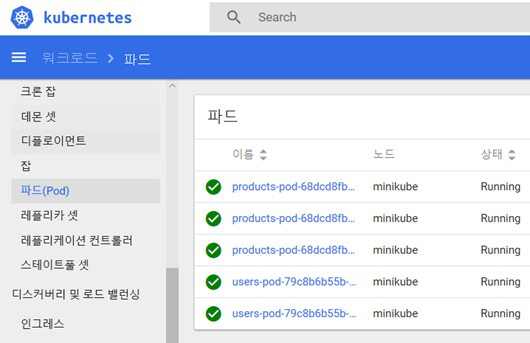 kubernetes
Search
워크로드 > 파드
크론 잡
데몬 셋
디플로이먼트
잡
파드(Pod)
레플리카 셋
레플리케이션 컨트롤러
스테이트풀 셋
디스커버리 및 로드 밸런싱
인그레스
파드
이름 노드 상태
products-pod-68dcd8fb... minikube Running
products-pod-68dcd8fb... minikube Running
products-pod-68dcd8fb... minikube Running
users-pod-79c8b6b55b-... minikube Running
users-pod-79c8b6b55b-... minikube Running